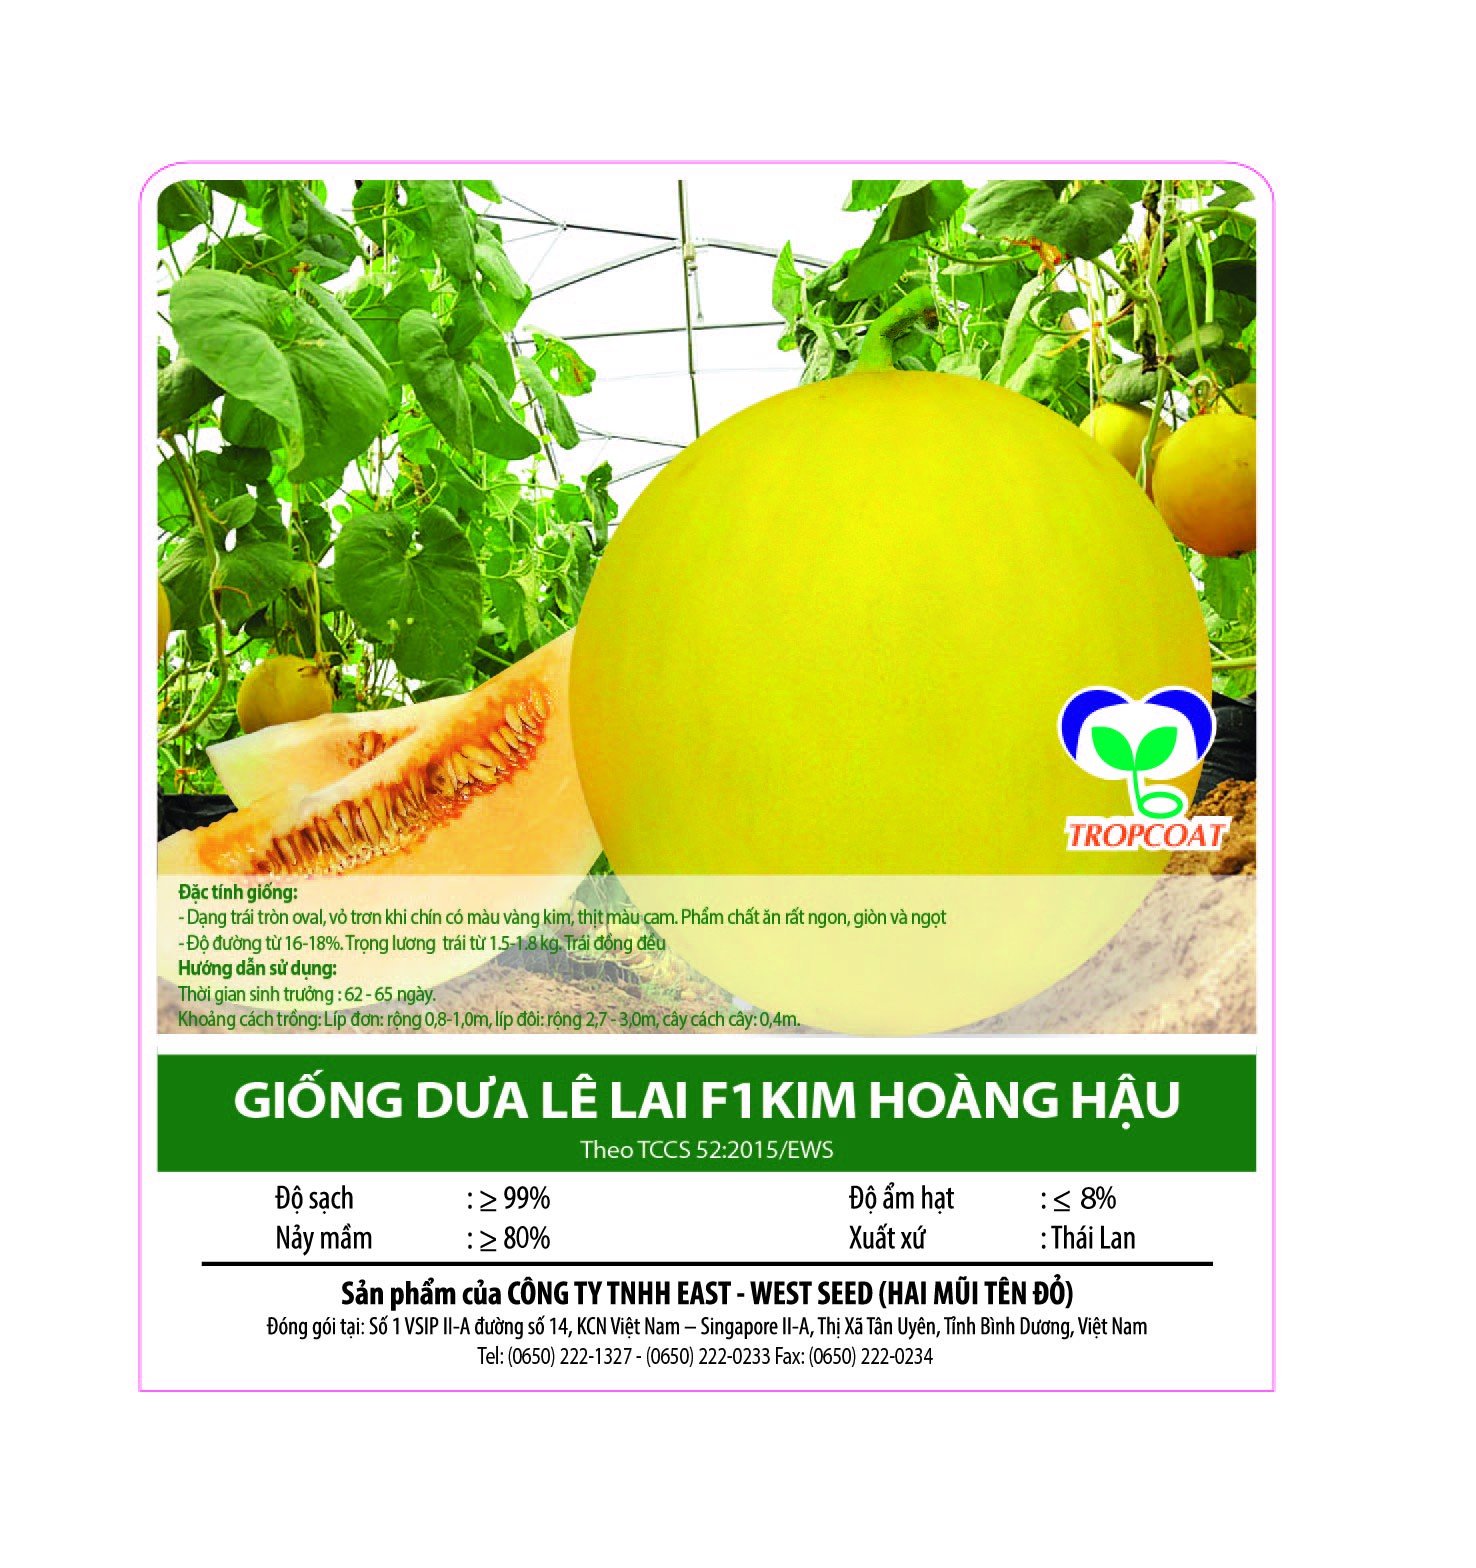 TROPCOAT
Đặc tính giống:
- Dạng trái tròn oval, vỏ trơn khi chín có màu vàng kim, thịt màu cam. Phẩm chất ăn rất ngon, giòn và ngọt
- Độ đường từ 16-18%. Trọng lương trái từ 1.5-1.8 kg. Trái đồng đều
Hướng dẫn sử dụng:
Thời gian sinh trưởng : 62 - 65 ngày.
Khoảng cách trồng: Líp đơn: rộng 0,8-1,0m, líp đôi: rộng 2,7 - 3,0m, cây cách cây: 0,4m.
GIỐNG DƯA LÊ LAI F1 KIM HOÀNG HẬU
Theo TCCS 52:2015/EWS
Độ sạch : ≥ 99% Độ ẩm hạt : ≤ 8%
Nảy mầm : ≥ 80% Xuất xứ : Thái Lan
Sản phẩm của CÔNG TY TNHH EAST - WEST SEED (HAI MŨI TÊN ĐỎ)
Đóng gói tại: Số 1 VSIP II-A đường số 14, KCN Việt Nam – Singapore II-A, Thị Xã Tân Uyên, Tỉnh Bình Dương, Việt Nam
Tel: (0650) 222-1327 - (0650) 222-0233 Fax: (0650) 222-0234